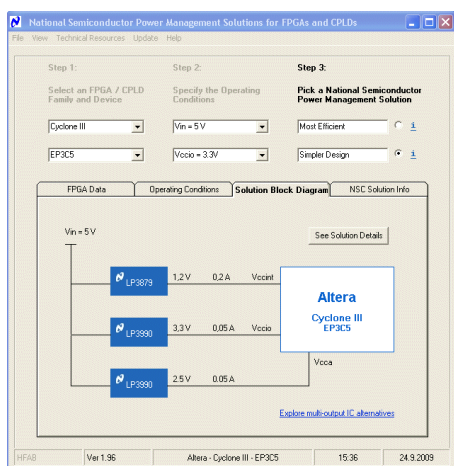 National Semiconductor Power Management Solutions for FPGAs and CPLDs
File View Technical Resources Update Help
Step 1:
Select an FPGA / CPLD
Family and Device
Step 2:
Specify the Operating
Conditions
Step 3:
Pick a National Semiconductor
Power Management Solution
Cyclone III
Vin = 5 V
Most Efficient
i
EP3C5
Vccio = 3.3V
Simpler Design
i
FPGA Data
Operating Conditions
Solution Block Diagram
NSC Solution Info
Vin = 5 V
See Solution Details
LP3879
1,2 V
0,2 A
Vccint
LP3990
3,3 V
0,05 A
Vccio
Altera
Cyclone III
EP3C5
Vcca
LP3990
2.5 V
0.05 A
Explore multi-output IC alternatives
HFAB
Ver 1.96
Altera - Cyclone III - EP3C5
15:36
24.9.2009